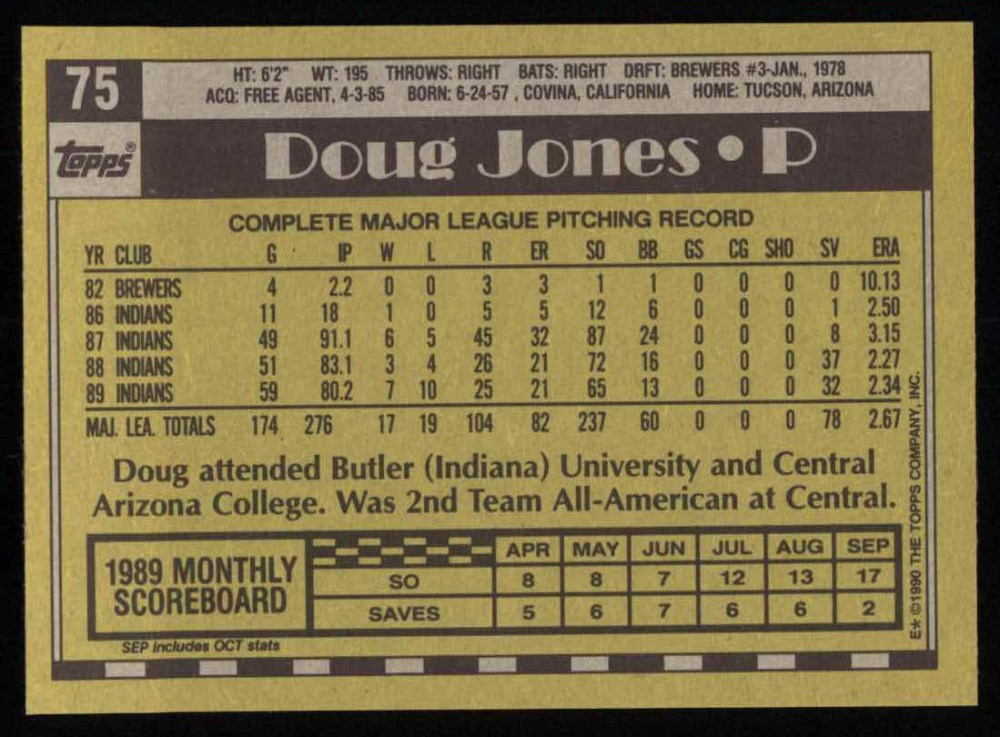 75
HT: 6'2" WT: 195 THROWS: RIGHT BATS: RIGHT DRFT: BREWERS #3-JAN., 1978
ACQ: FREE AGENT, 4-3-85 BORN: 6-24-57 , COVINA, CALIFORNIA HOME: TUCSON, ARIZONA
Topps®
Doug Jones • P
COMPLETE MAJOR LEAGUE PITCHING RECORD
YR CLUB G IP W L R ER SO BB GS CG SHO SV ERA
82 BREWERS 4 2.2 0 0 3 3 1 1 0 0 0 0 10.13
86 INDIANS 11 18 1 0 5 5 12 6 0 0 0 1 2.50
87 INDIANS 49 91.1 6 5 45 32 87 24 0 0 0 8 3.15
88 INDIANS 51 83.1 3 4 26 21 72 16 0 0 0 37 2.27
89 INDIANS 59 80.2 7 10 25 21 65 13 0 0 0 32 2.34
MAJ. LEA. TOTALS 174 276 17 19 104 82 237 60 0 0 0 78 2.67
Doug attended Butler (Indiana) University and Central
Arizona College. Was 2nd Team All-American at Central.
1989 MONTHLY
SCOREBOARD
APR MAY JUN JUL AUG SEP
SO 8 8 7 12 13 17
SAVES 5 6 7 6 6 2
SEP includes OCT stats
E* ©1990 THE TOPPS COMPANY, INC.